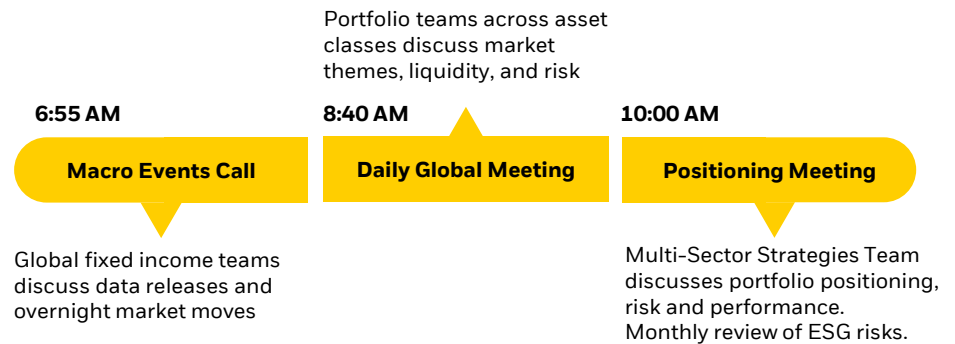 Portfolio teams across asset
classes discuss market
themes, liquidity, and risk
6:55 AM
8:40 AM
10:00 AM
Macro Events Call
Daily Global Meeting
Positioning Meeting
Global fixed income teams
discuss data releases and
overnight market moves
Multi-Sector Strategies Team
discusses portfolio positioning,
risk and performance.
Monthly review of ESG risks.